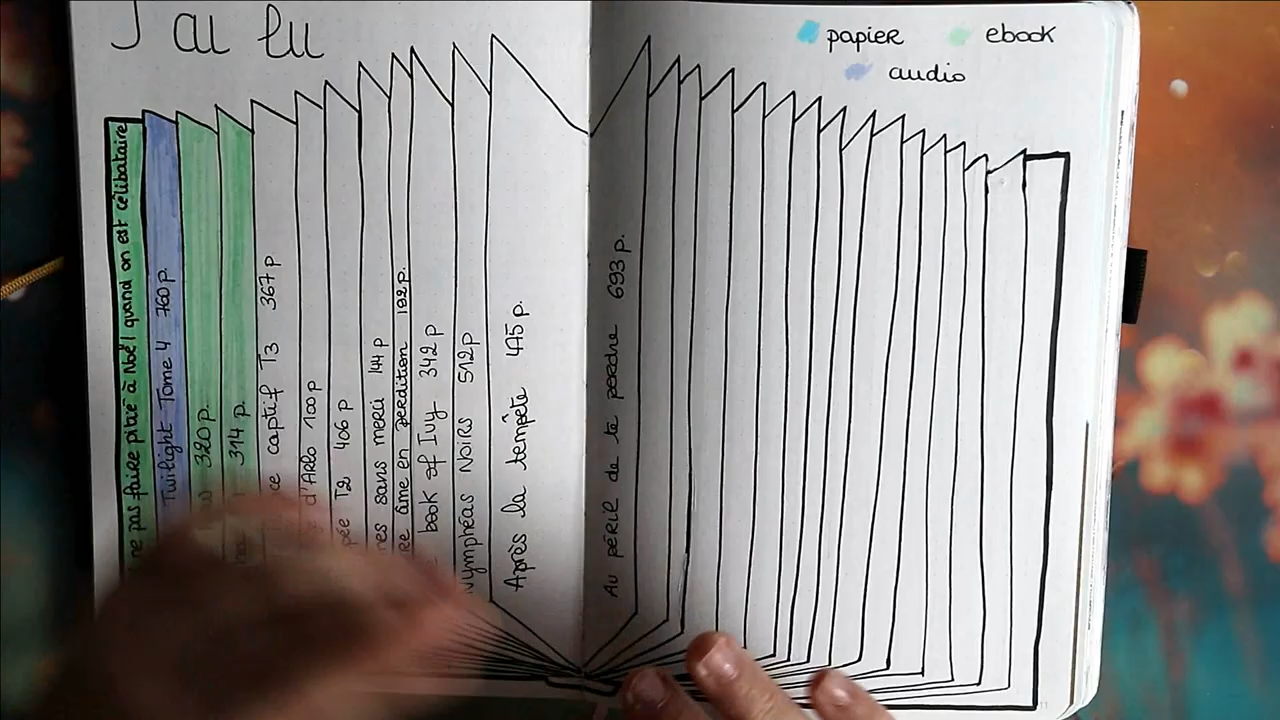 J'ai lu
papier
ebook
audio
ne pas faire pitié à Noël quand on est célibataire
Twilight Tome 4 760 p.
320 p.
314 p.
captif T3 367 p
d'Arlo 100 p
T2 406 p
sans merci 144 p
âme en perdition 192 p.
book of Ivy 342 p
Nymphéas Noirs 512 p
Après la tempête 475 p.
Au péril de te perdre 693 p.